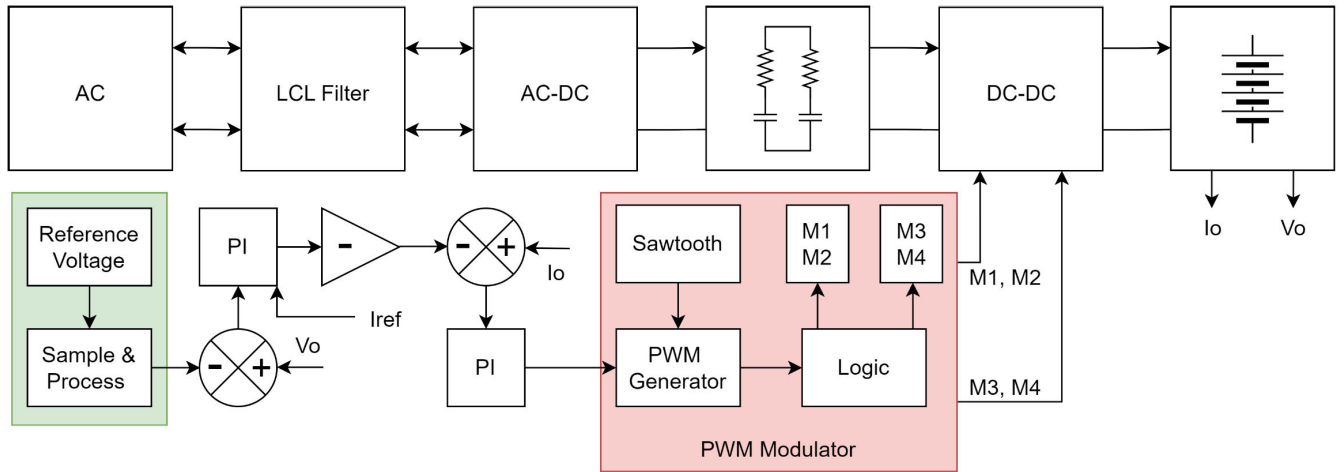 AC
LCL Filter
AC-DC
DC-DC
Io
Vo
Reference
Voltage
Sample &
Process
PI
-
Iref
-
+
Vo
-
+
Io
PI
Sawtooth
M1
M2
M3
M4
PWM
Generator
Logic
PWM Modulator
M1, M2
M3, M4